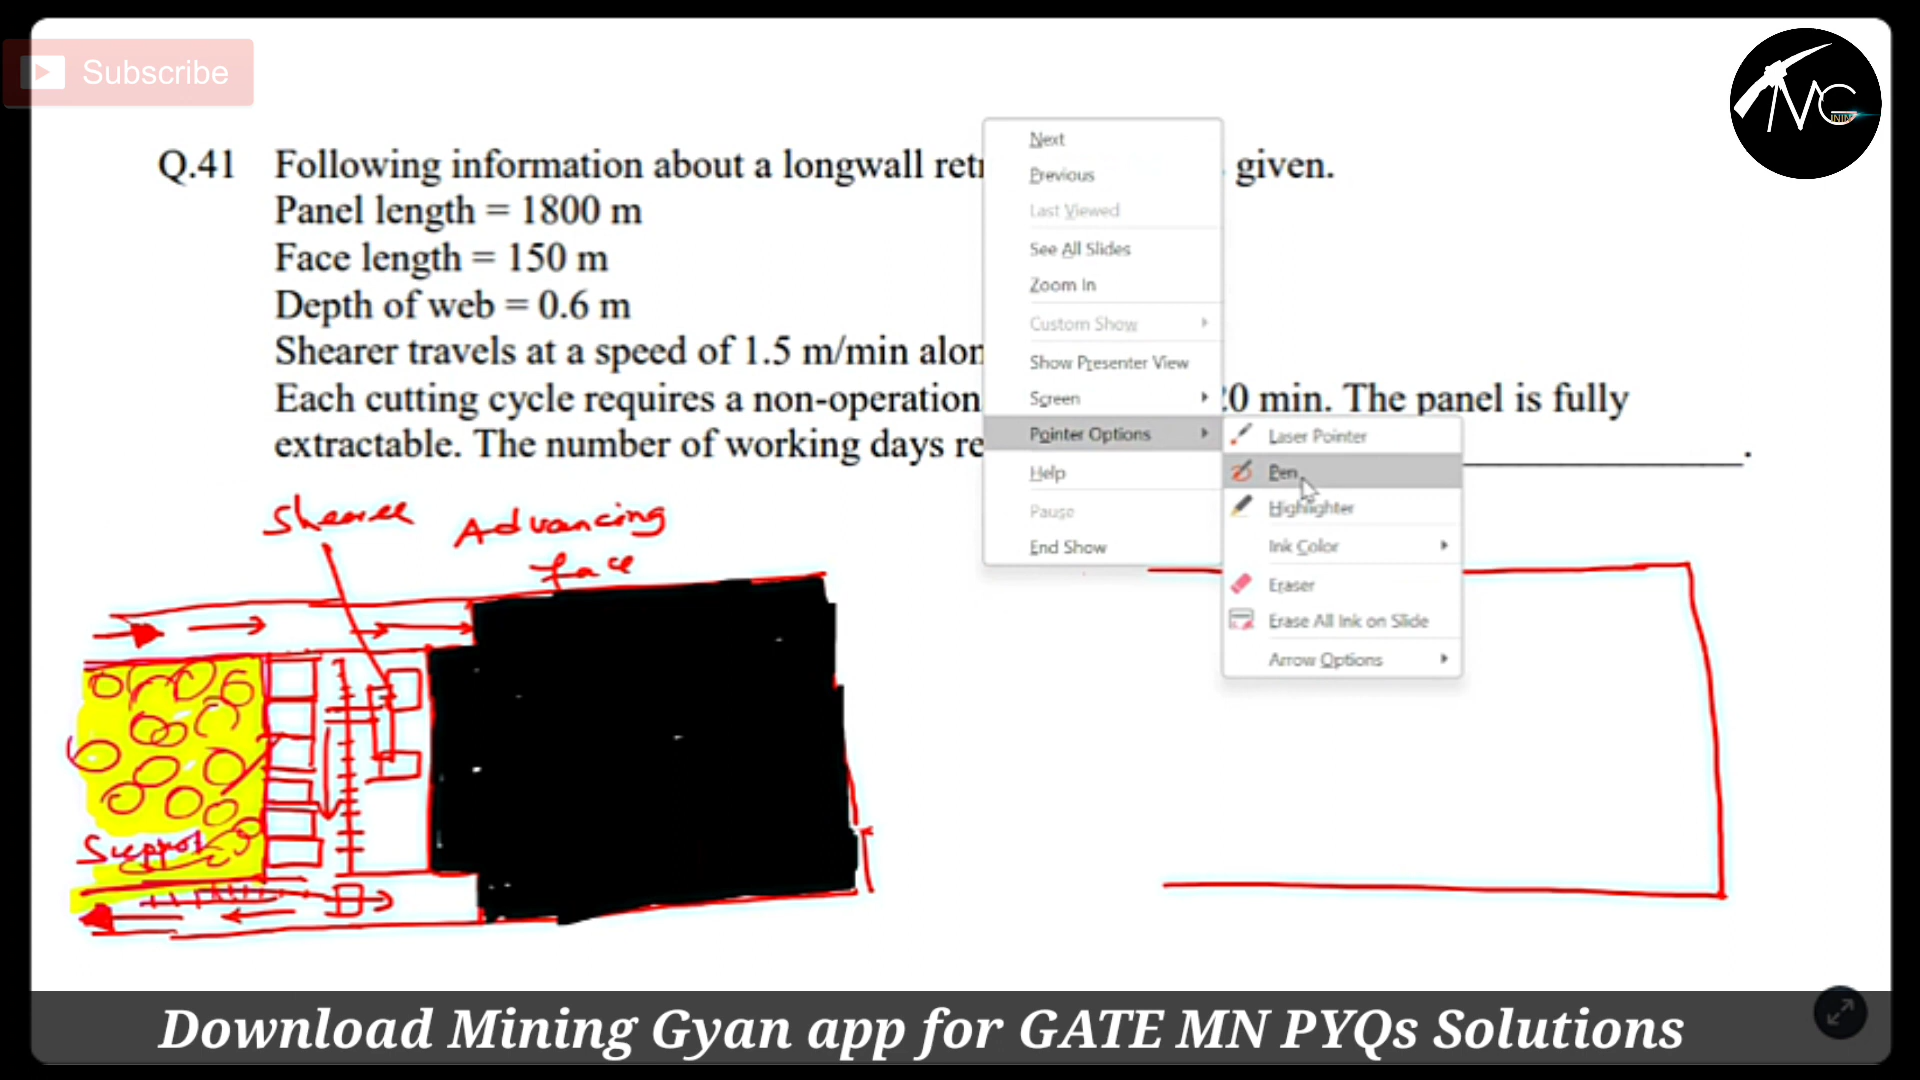 Subscribe
Q.41 Following information about a longwall ret given.
Panel length = 1800 m
Face length = 150 m
Depth of web = 0.6 m
Shearer travels at a speed of 1.5 m/min alon
Each cutting cycle requires a non-operation 0 min. The panel is fully
extractable. The number of working days re .
Next
Previous
Last Viewed
See All Slides
Zoom In
Custom Show
Show Presenter View
Screen
Pointer Options
Help
Pause
End Show
Laser Pointer
Pen
Highlighter
Ink Color
Eraser
Erase All Ink on Slide
Arrow Options
Advancing
face
MG
Download Mining Gyan app for GATE MN PYQs Solutions